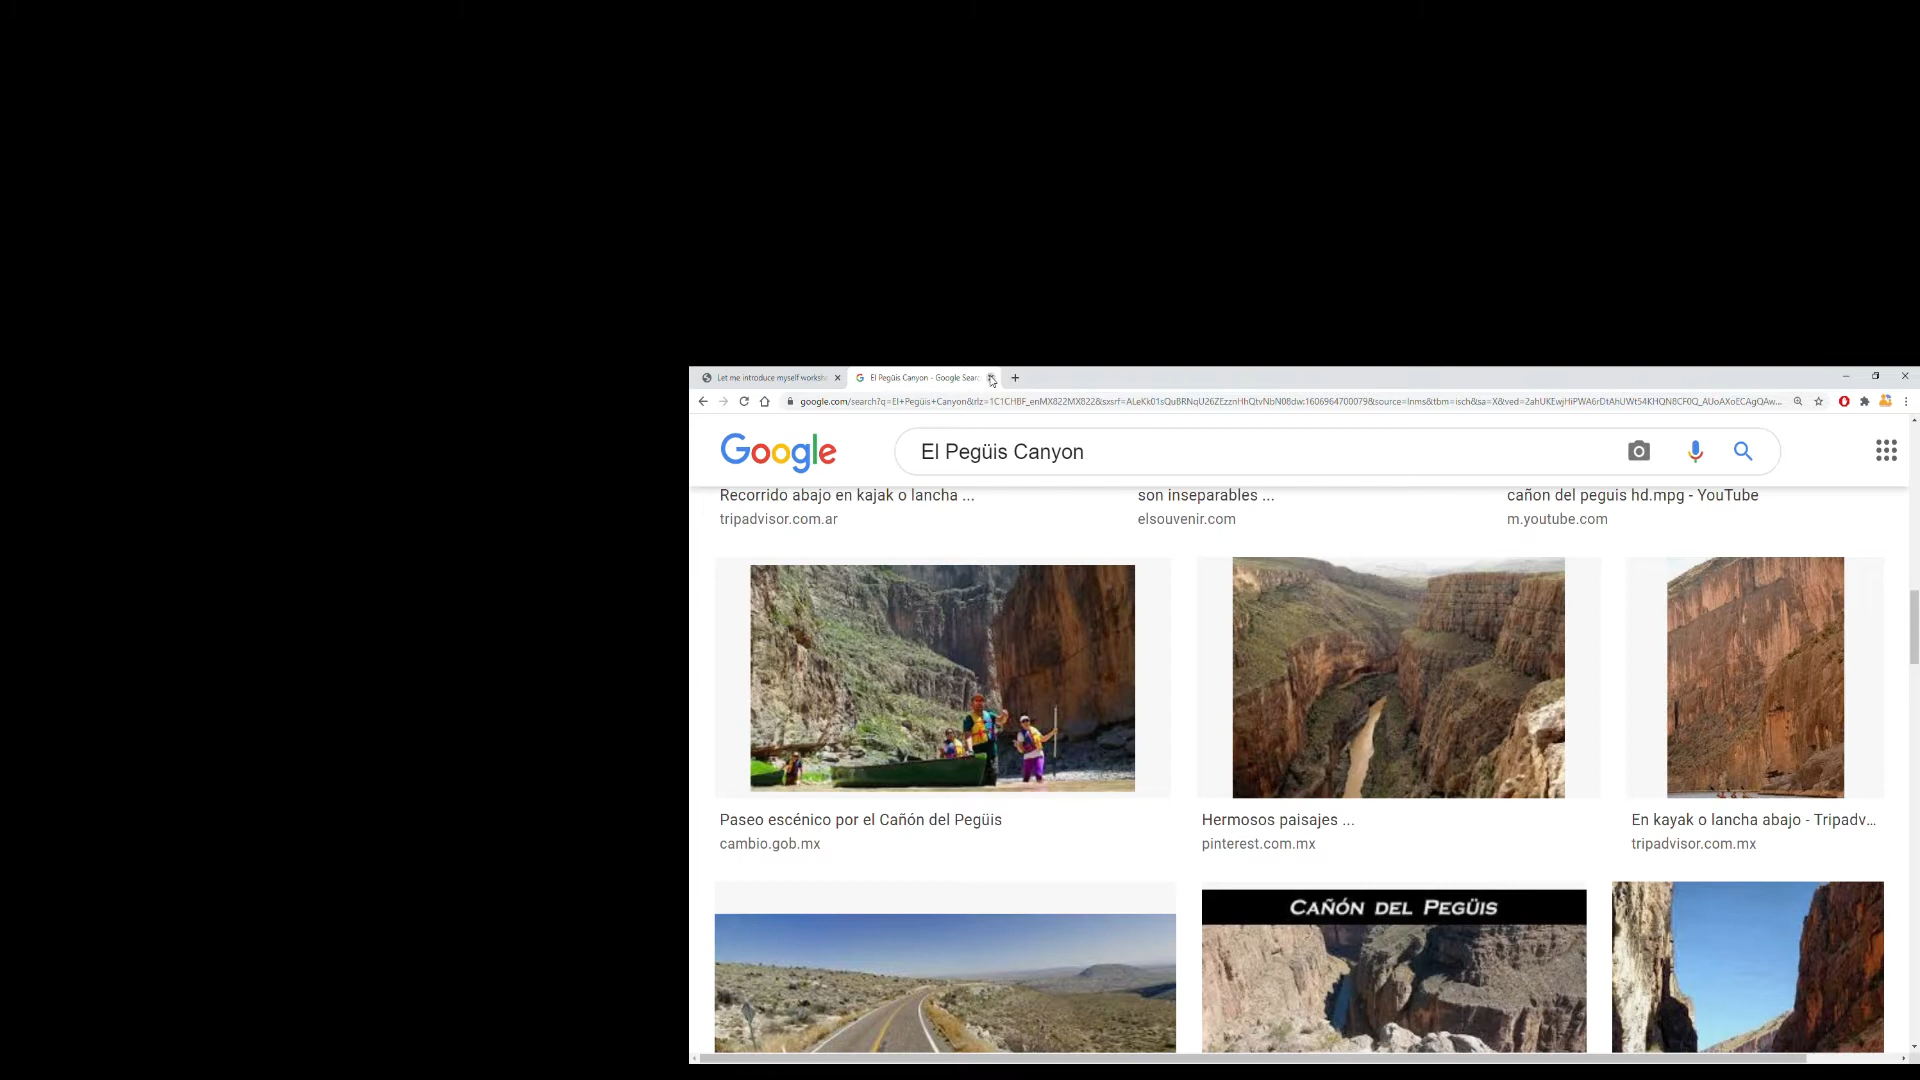 Let me introduce myself worksh
El Pegüis Canyon - Google Sear
Google
El Pegüis Canyon
Recorrido abajo en kajak o lancha ...
tripadvisor.com.ar
son inseparables ...
elsouvenir.com
cañon del peguis hd.mpg - YouTube
m.youtube.com
Paseo escénico por el Cañón del Pegüis
cambio.gob.mx
Hermosos paisajes ...
pinterest.com.mx
En kayak o lancha abajo - Tripadv...
tripadvisor.com.mx
CAÑÓN DEL PEGÜIS